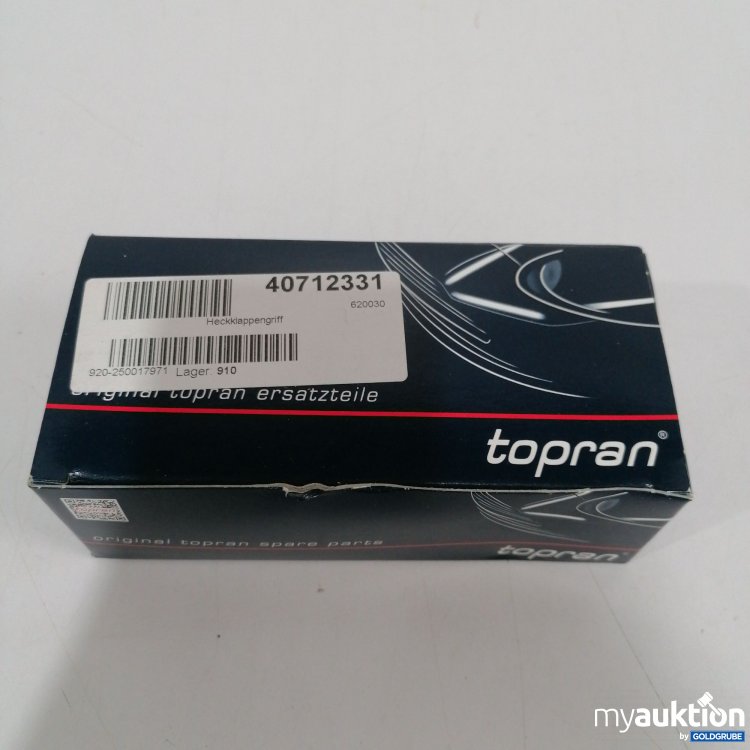 40712331
620030
Heckklappengriff
920-250017971 Lager: 910
original topran ersatzteile
topran®
original topran spare parts
topran®
myauktion
by GOLDGRUBE